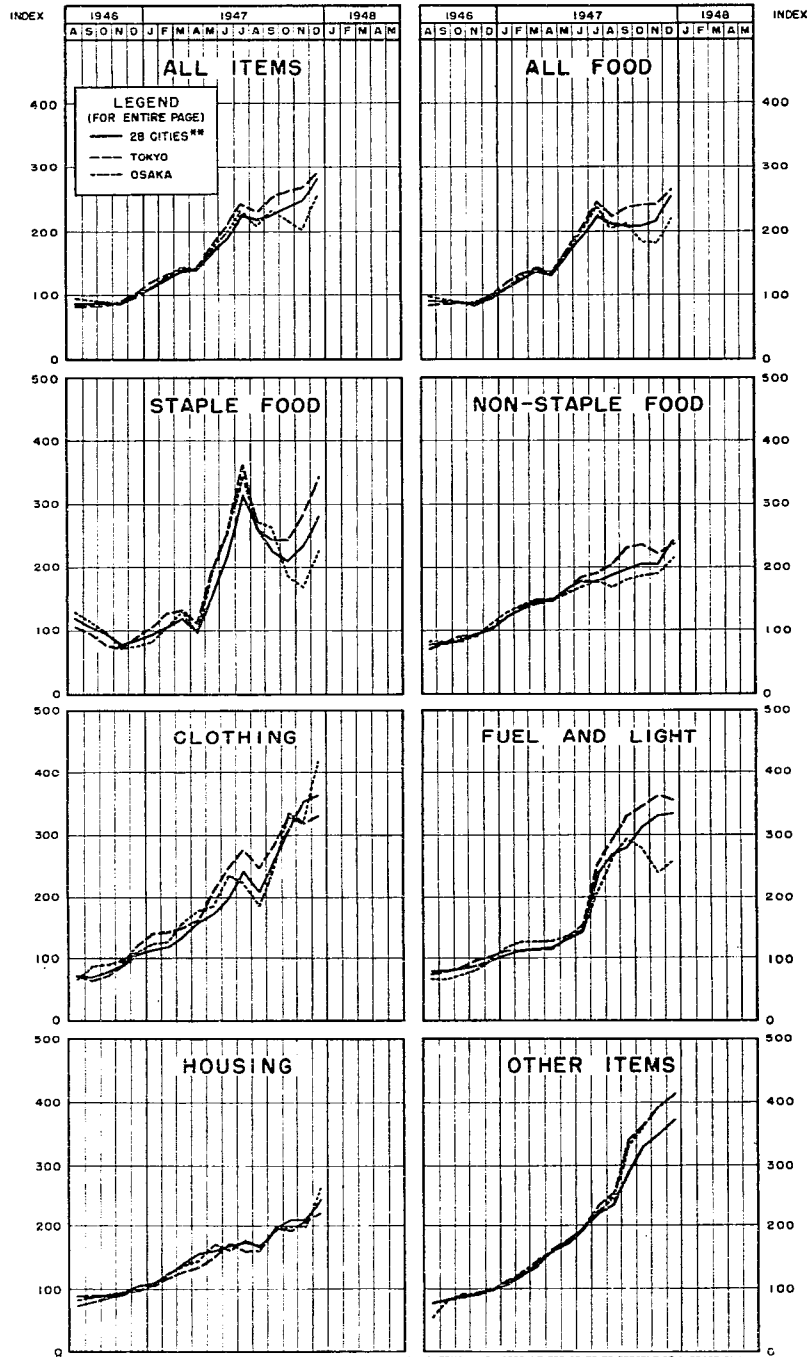 INDEX 1946 1947 1948 1946 1947 1948 INDEX
A S O N D J F M A M J J A S O N D J F M A M A S O N D J F M A M J J A S O N D J F M A M
ALL ITEMS ALL FOOD
400 400
LEGEND
(FOR ENTIRE PAGE)
28 CITIES**
TOKYO
OSAKA
300 300
200 200
100 100
0 0
500 500
STAPLE FOOD NON-STAPLE FOOD
400 400
300 300
200 200
100 100
0 0
500 500
CLOTHING FUEL AND LIGHT
400 400
300 300
200 200
100 100
0 0
500 500
HOUSING OTHER ITEMS
400 400
300 300
200 200
100 100
0 0